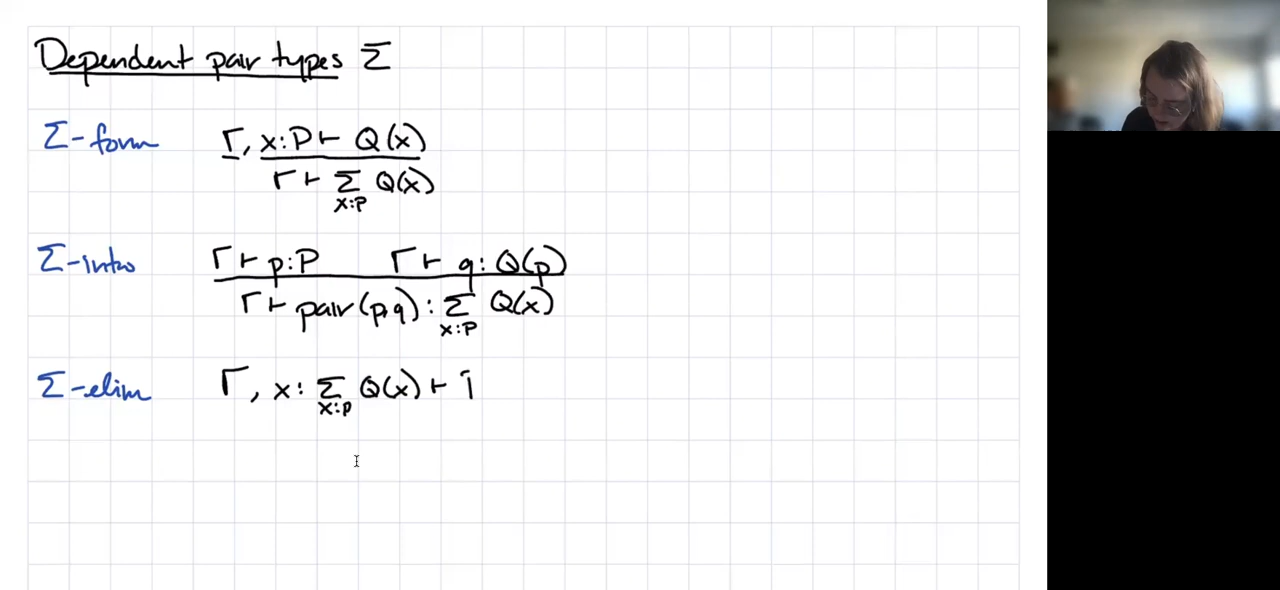 Dependent pair types Σ
Σ-form Γ, x:P ⊢ Q(x)
Γ ⊢ Σ Q(x)
x:P
Σ-intro Γ ⊢ p:P Γ ⊢ q:Q(p)
Γ ⊢ pair(p,q) : Σ Q(x)
x:P
Σ-elim Γ, x: Σ Q(x) ⊢
x:P